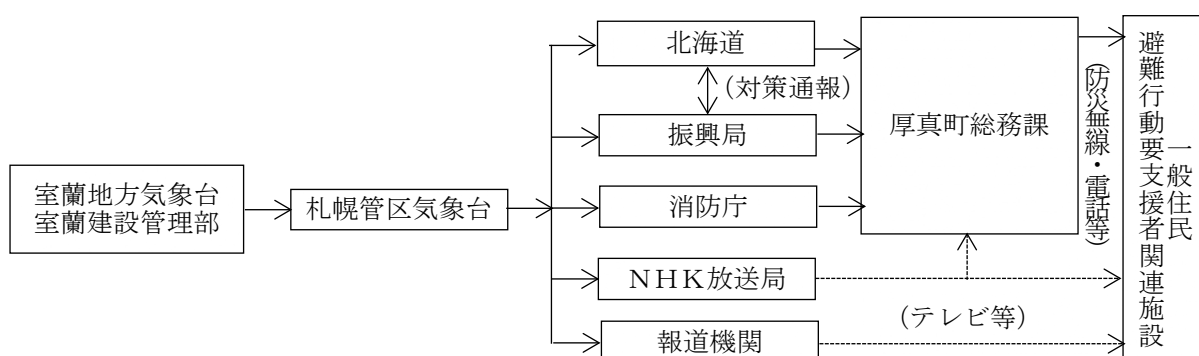 室蘭地方気象台
室蘭建設管理部
札幌管区気象台
北海道
(対策通報)
振興局
消防庁
NHK放送局
報道機関
厚真町総務課
(防災無線・電話等)
(テレビ等)
一般住民
避難行動要支援者関連施設